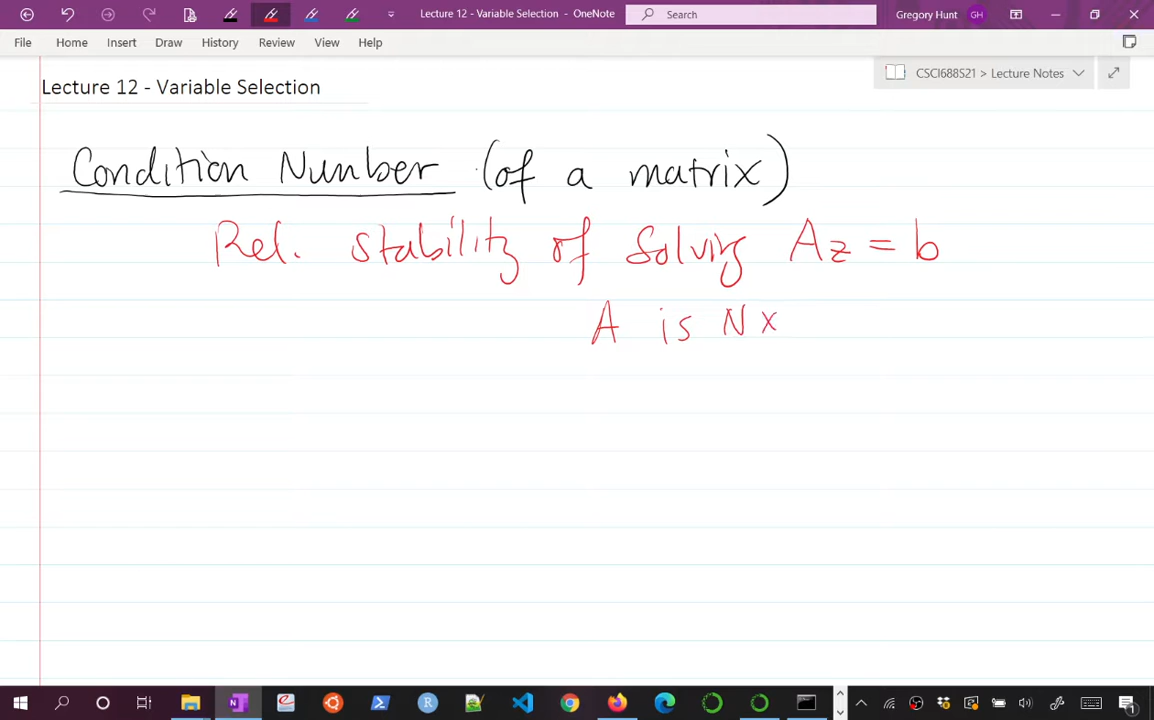 Lecture 12 - Variable Selection - OneNote
Search
Gregory Hunt GH
File Home Insert Draw History Review View Help
CSCI688S21 > Lecture Notes
Lecture 12 - Variable Selection
Condition Number (of a matrix)
Rel. stability of solving Az = b
A is N x